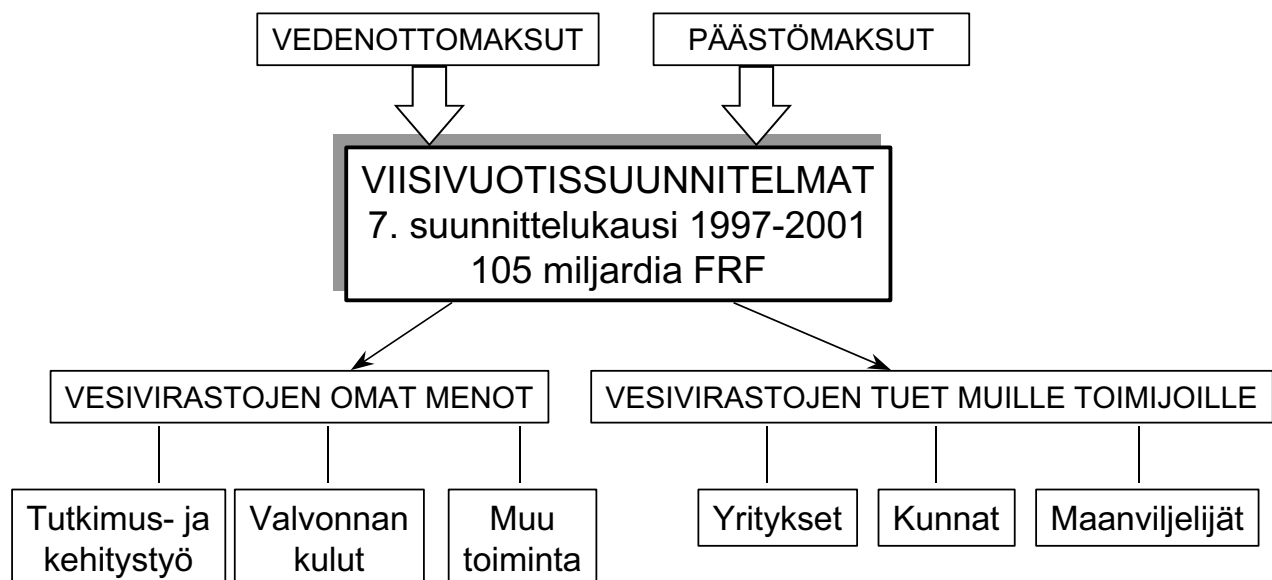 VEDENOTTOMAKSUT
PÄÄSTÖMAKSUT
VIISIVUOTISSUUNNITELMAT
7. suunnittelukausi 1997-2001
105 miljardia FRF
VESIVIRASTOJEN OMAT MENOT
VESIVIRASTOJEN TUET MUILLE TOIMIJOILLE
Tutkimus- ja
kehitystyö
Valvonnan
kulut
Muu
toiminta
Yritykset
Kunnat
Maanviljelijät